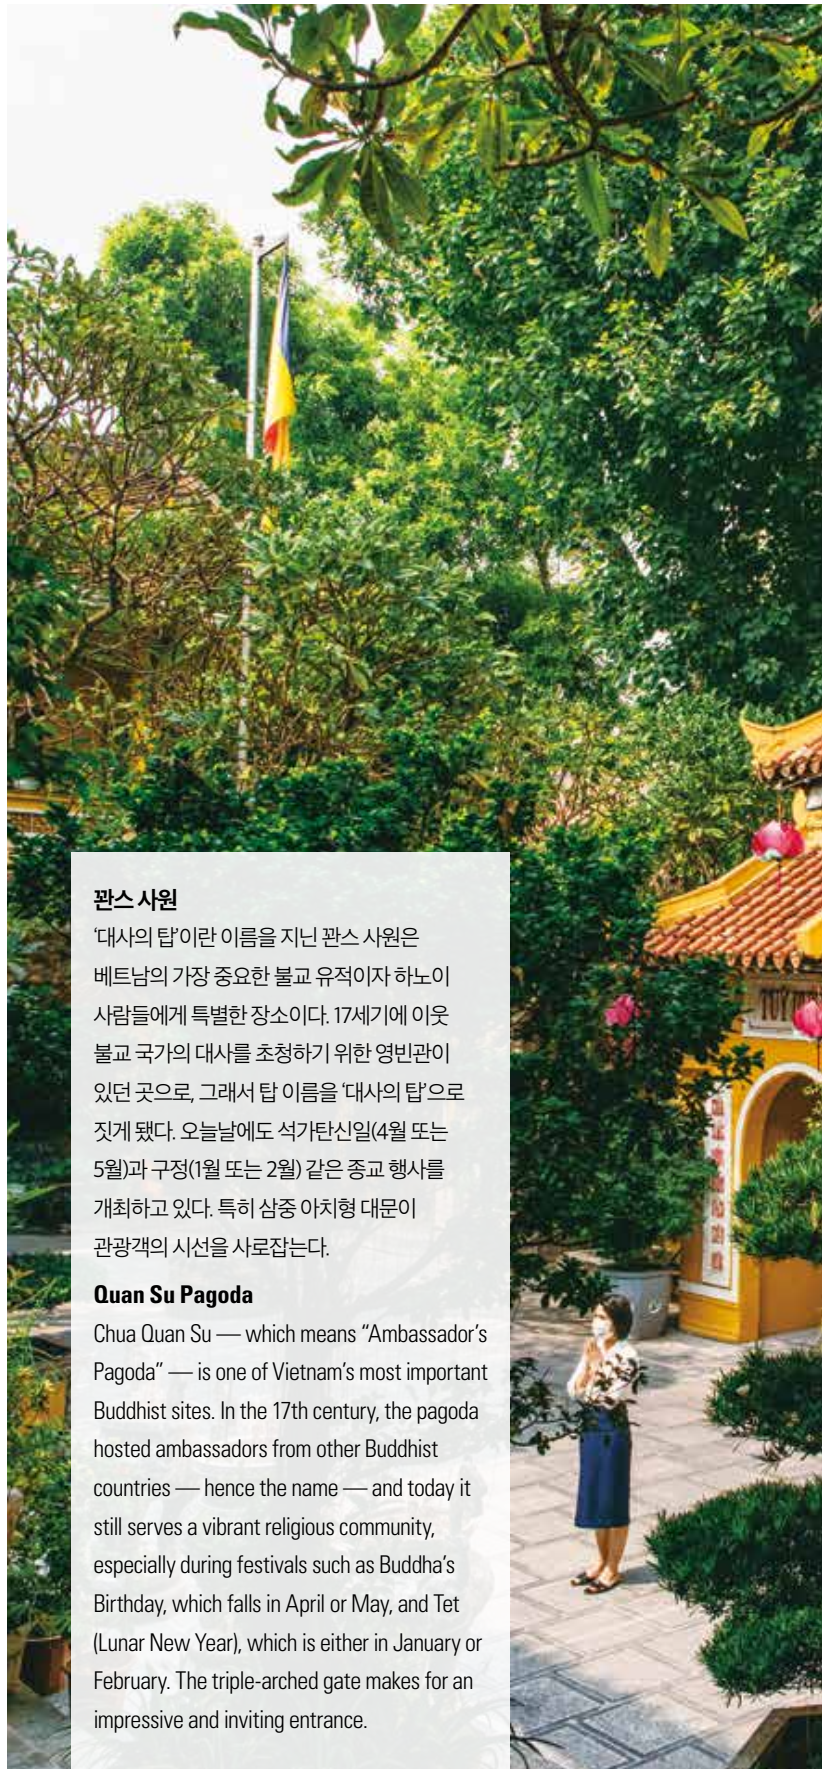 꽌스 사원
‘대사의 탑’이란 이름을 지닌 꽌스 사원은
베트남의 가장 중요한 불교 유적이자 하노이
사람들에게 특별한 장소이다. 17세기에 이웃
불교 국가의 대사를 초청하기 위한 영빈관이
있던 곳으로, 그래서 탑 이름을 ‘대사의 탑’으로
짓게 됐다. 오늘날에도 석가탄신일(4월 또는
5월)과 구정(1월 또는 2월) 같은 종교 행사를
개최하고 있다. 특히 삼중 아치형 대문이
관광객의 시선을 사로잡는다.
Quan Su Pagoda
Chua Quan Su — which means “Ambassador’s
Pagoda” — is one of Vietnam’s most important
Buddhist sites. In the 17th century, the pagoda
hosted ambassadors from other Buddhist
countries — hence the name — and today it
still serves a vibrant religious community,
especially during festivals such as Buddha’s
Birthday, which falls in April or May, and Tet
(Lunar New Year), which is either in January or
February. The triple-arched gate makes for an
impressive and inviting entrance.